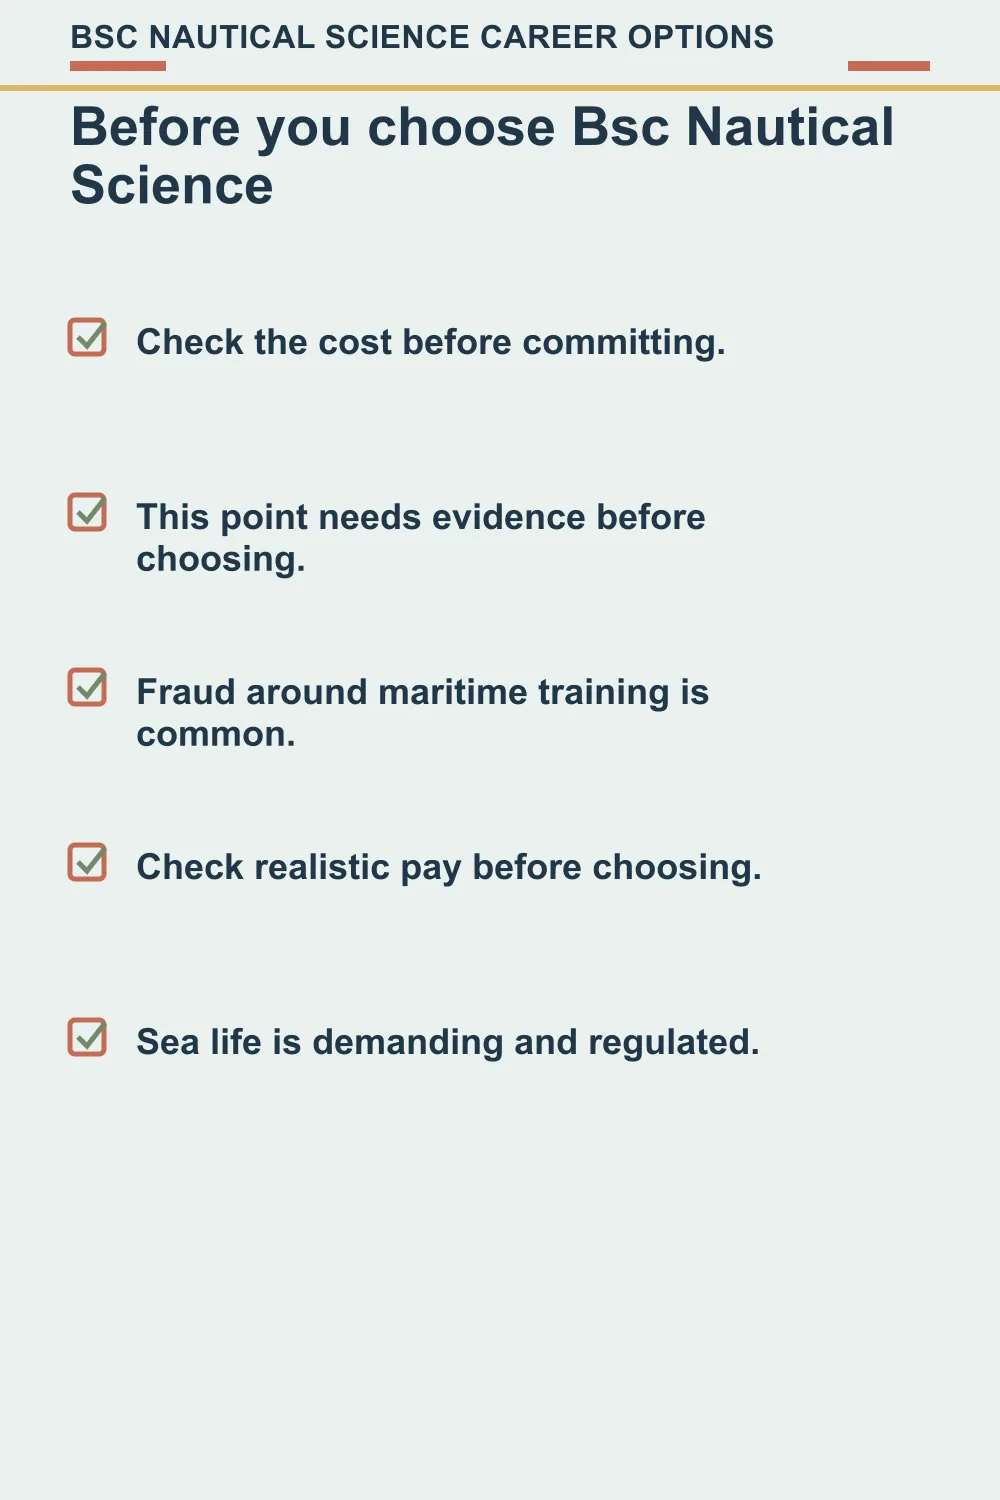 BSC NAUTICAL SCIENCE CAREER OPTIONS
Before you choose Bsc Nautical
Science
Check the cost before committing.
This point needs evidence before
choosing.
Fraud around maritime training is
common.
Check realistic pay before choosing.
Sea life is demanding and regulated.